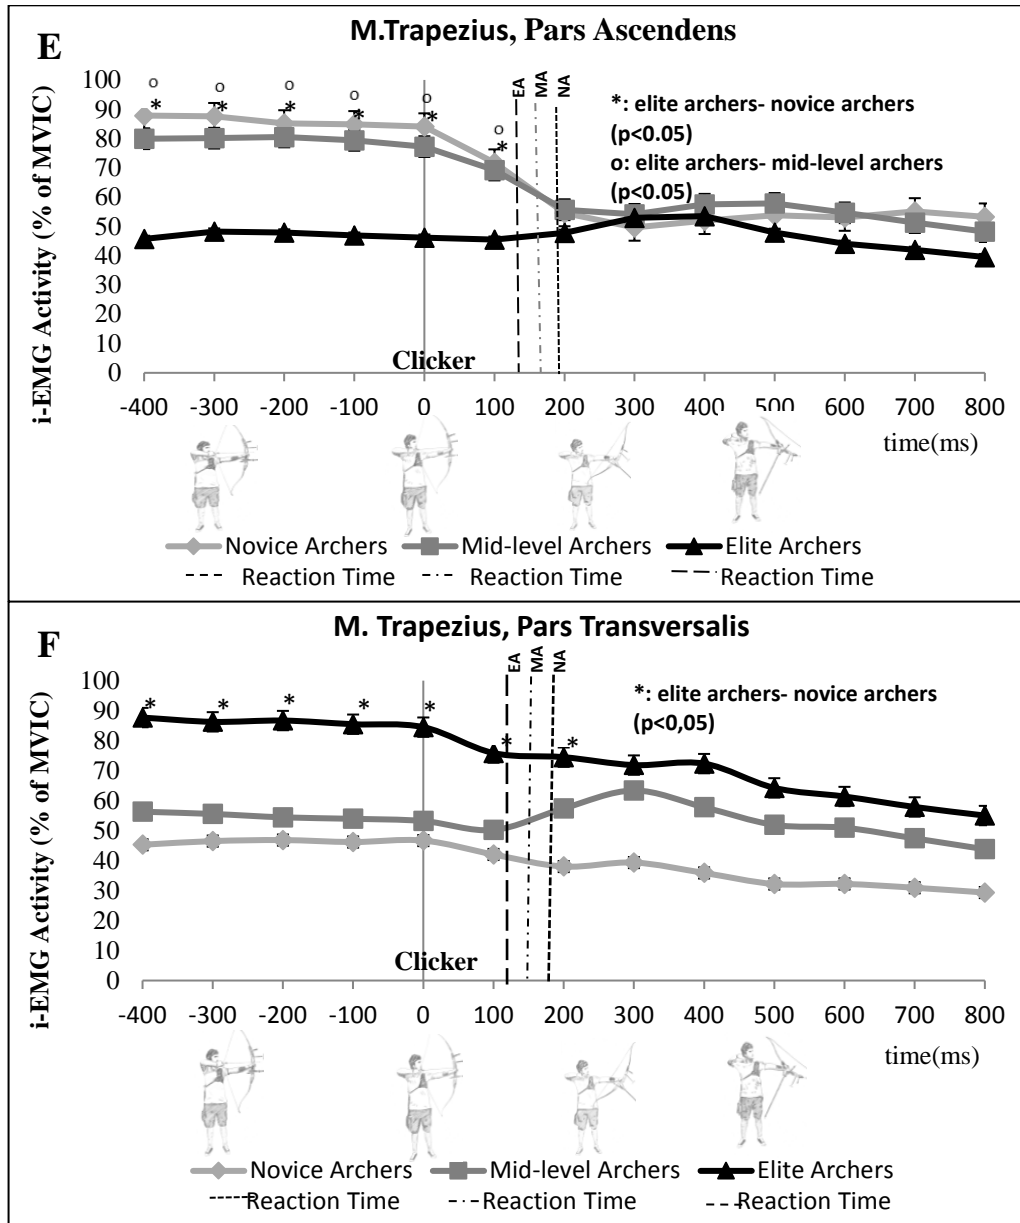 E
M.Trapezius, Pars Ascendens
EA
MA
NA
i-EMG Activity (% of MVIC)
100
90
80
70
60
50
40
30
20
10
0
o o o o o o
* * * * * *
*: elite archers- novice archers
(p<0.05)
o: elite archers- mid-level archers
(p<0.05)
Clicker
-400 -300 -200 -100 0 100 200 300 400 500 600 700 800
time(ms)
Novice Archers Mid-level Archers Elite Archers
Reaction Time Reaction Time Reaction Time
F
M. Trapezius, Pars Transversalis
EA
MA
NA
i-EMG Activity (% of MVIC)
100
90
80
70
60
50
40
30
20
10
0
* * * * * * *
*: elite archers- novice archers
(p<0,05)
Clicker
-400 -300 -200 -100 0 100 200 300 400 500 600 700 800
time(ms)
Novice Archers Mid-level Archers Elite Archers
Reaction Time Reaction Time Reaction Time